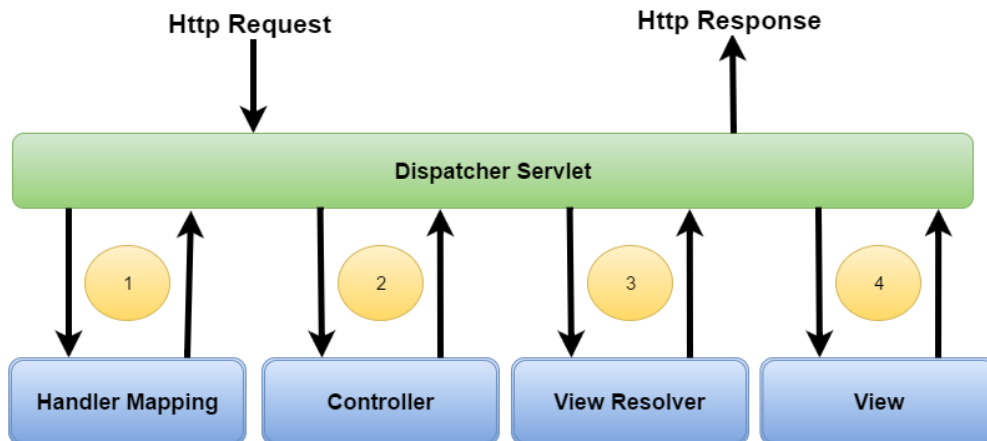 Http Request
Http Response
Dispatcher Servlet
1
2
3
4
Handler Mapping
Controller
View Resolver
View